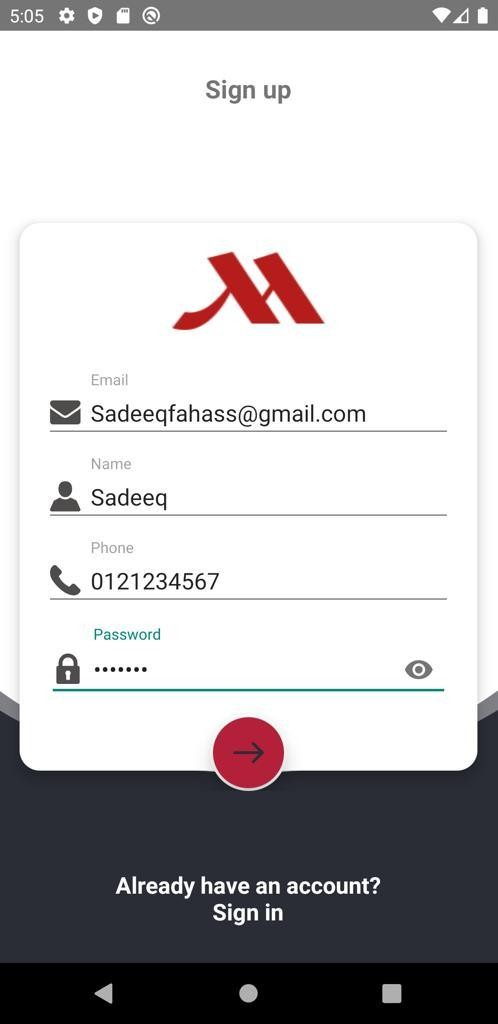 5:05
Sign up
Email
Sadeeqfahass@gmail.com
Name
Sadeeq
Phone
0121234567
Password
•••••••
Already have an account?
Sign in